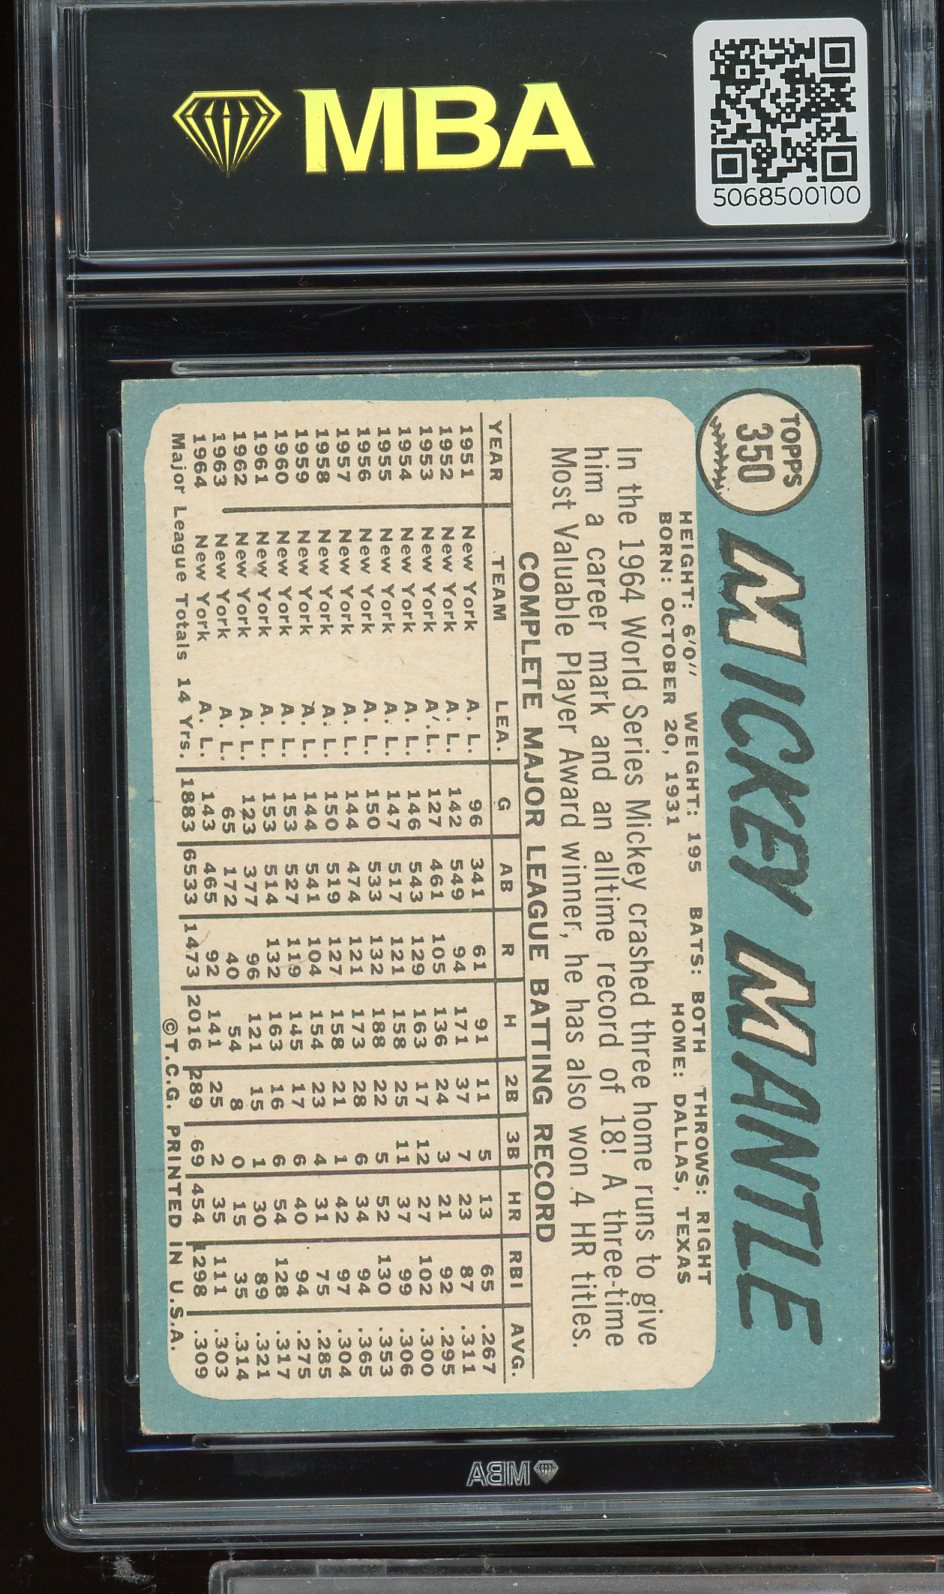 MBA
5068500100
TOPPS
350
MICKEY MANTLE
HEIGHT: 6'0" WEIGHT: 195 BATS: BOTH THROWS: RIGHT
BORN: OCTOBER 20, 1931 HOME: DALLAS, TEXAS
In the 1964 World Series Mickey crashed three home runs to give
him a career mark and an alltime record of 18! A three-time
Most Valuable Player Award winner, he has also won 4 HR titles.
COMPLETE MAJOR LEAGUE BATTING RECORD
YEAR TEAM LEA. G AB R H 2B 3B HR RBI AVG.
1951 New York A. L. 96 341 61 91 11 5 13 65 .267
1952 New York A. L. 142 549 94 171 37 7 23 87 .311
1953 New York A. L. 127 461 105 136 24 3 21 92 .295
1954 New York A. L. 146 543 129 163 17 12 27 102 .300
1955 New York A. L. 147 517 121 158 25 11 37 99 .306
1956 New York A. L. 150 533 132 188 22 5 52 130 .353
1957 New York A. L. 144 474 121 173 28 6 34 94 .365
1958 New York A. L. 150 519 127 158 21 1 42 97 .304
1959 New York A. L. 144 541 104 154 23 4 31 75 .285
1960 New York A. L. 153 527 119 145 17 6 40 94 .275
1961 New York A. L. 153 514 132 163 16 6 54 128 .317
1962 New York A. L. 123 377 96 121 15 1 30 89 .321
1963 New York A. L. 65 172 40 54 8 0 15 35 .314
1964 New York A. L. 143 465 92 141 25 2 35 111 .303
Major League Totals 14 Yrs. 1883 6533 1473 2016 289 69 454 1298 .309
©T.C.G. PRINTED IN U.S.A.
MBA